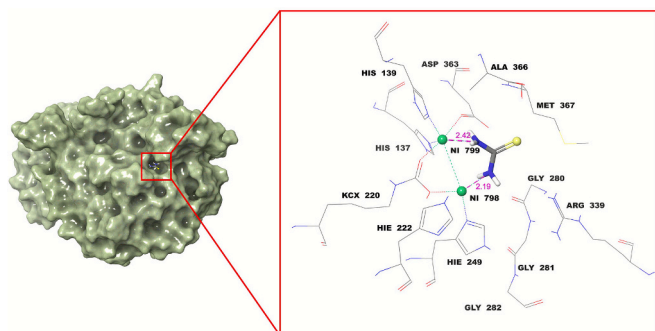 HIS 139
ASP 363
ALA 366
MET 367
2.42
NI 799
HIS 137
GLY 280
2.19
NI 798
KCX 220
ARG 339
HIE 222
HIE 249
GLY 281
GLY 282